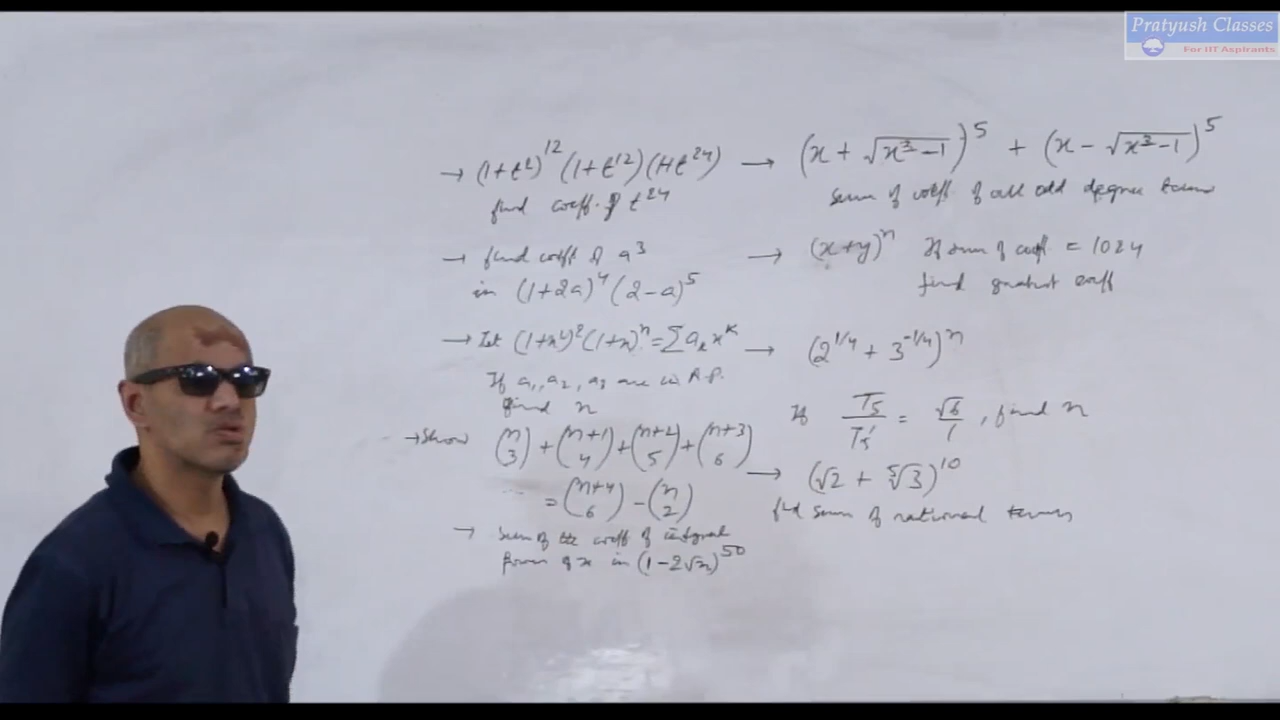 Pratyush Classes
For IIT Aspirants
→ (1+t²)¹² (1+t¹²) (1+t²⁴)
find coeff. of t²⁴
→ find coeff of a³
in (1+2a)⁴ (2-a)⁵
→ Let (1+x²)² (1+x)ⁿ = ∑ aₖ xᴷ
If a₁, a₂, a₃ are in A.P.
find n
→ Show (n 3) + (n+1 4) + (n+2 5) + (n+3 6)
= (n+4 6) - (n 2)
→ Sum of the coeff of integral
power of x in (1-2√x)⁵⁰
→ (x + √x³-1)⁵ + (x - √x³-1)⁵
sum of coeff. of all odd degree terms
→ (x+y)ⁿ If sum of coeff = 1024
find greatest coeff
→ (2^1/4 + 3^-1/4)ⁿ
If T₅/T₅' = √6/1, find n
→ (√2 + ⁵√3)¹⁰
find sum of rational terms